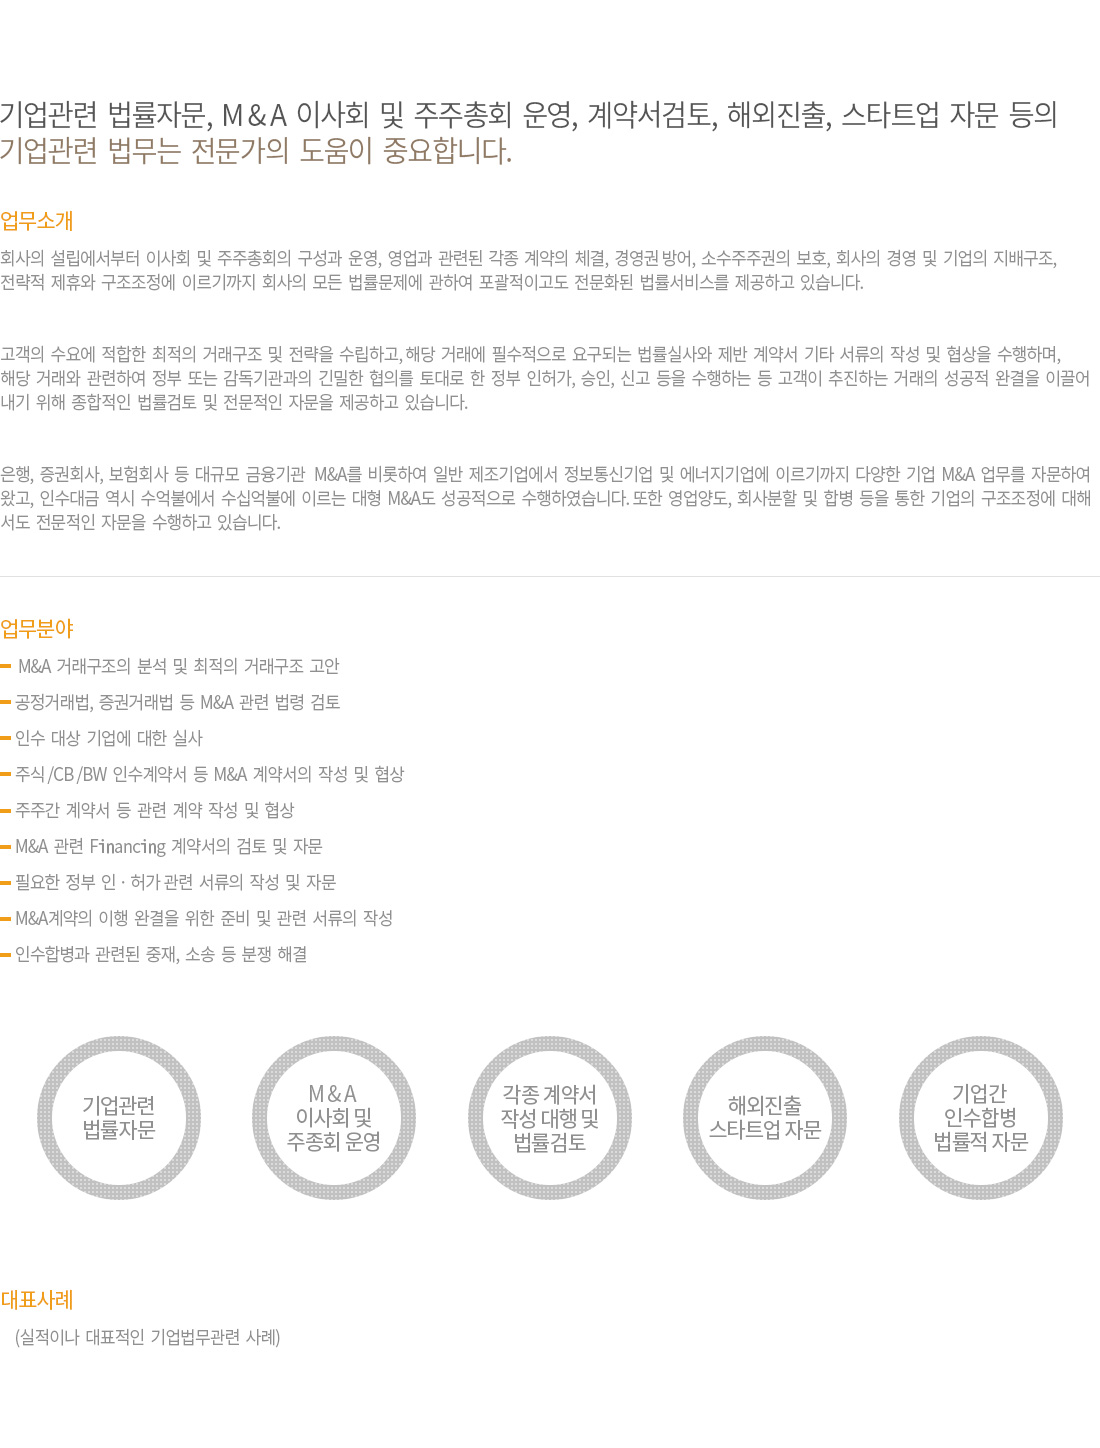 기업관련 법률자문, M & A 이사회 및 주주총회 운영, 계약서검토, 해외진출, 스타트업 자문 등의
기업관련 법무는 전문가의 도움이 중요합니다.
업무소개
회사의 설립에서부터 이사회 및 주주총회의 구성과 운영, 영업과 관련된 각종 계약의 체결, 경영권 방어, 소수주주권의 보호, 회사의 경영 및 기업의 지배구조,
전략적 제휴와 구조조정에 이르기까지 회사의 모든 법률문제에 관하여 포괄적이고도 전문화된 법률서비스를 제공하고 있습니다.
고객의 수요에 적합한 최적의 거래구조 및 전략을 수립하고, 해당 거래에 필수적으로 요구되는 법률실사와 제반 계약서 기타 서류의 작성 및 협상을 수행하며,
해당 거래와 관련하여 정부 또는 감독기관과의 긴밀한 협의를 토대로 한 정부 인허가, 승인, 신고 등을 수행하는 등 고객이 추진하는 거래의 성공적 완결을 이끌어
내기 위해 종합적인 법률검토 및 전문적인 자문을 제공하고 있습니다.
은행, 증권회사, 보험회사 등 대규모 금융기관 M&A를 비롯하여 일반 제조기업에서 정보통신기업 및 에너지기업에 이르기까지 다양한 기업 M&A 업무를 자문하여
왔고, 인수대금 역시 수억불에서 수십억불에 이르는 대형 M&A도 성공적으로 수행하였습니다. 또한 영업양도, 회사분할 및 합병 등을 통한 기업의 구조조정에 대해
서도 전문적인 자문을 수행하고 있습니다.
업무분야
M&A 거래구조의 분석 및 최적의 거래구조 고안
공정거래법, 증권거래법 등 M&A 관련 법령 검토
인수 대상 기업에 대한 실사
주식/CB/BW 인수계약서 등 M&A 계약서의 작성 및 협상
주주간 계약서 등 관련 계약 작성 및 협상
M&A 관련 Financing 계약서의 검토 및 자문
필요한 정부 인 · 허가 관련 서류의 작성 및 자문
M&A계약의 이행 완결을 위한 준비 및 관련 서류의 작성
인수합병과 관련된 중재, 소송 등 분쟁 해결
기업관련
법률자문
M & A
이사회 및
주종회 운영
각종 계약서
작성 대행 및
법률검토
해외진출
스타트업 자문
기업간
인수합병
법률적 자문
대표사례
(실적이나 대표적인 기업법무관련 사례)